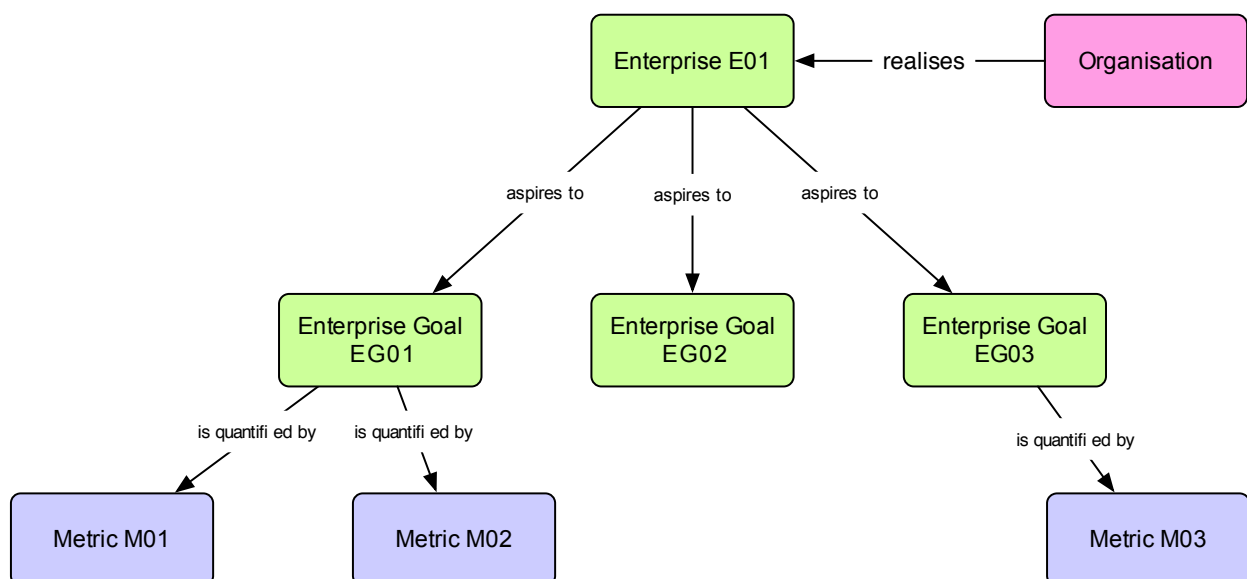 Enterprise E01
realises
Organisation
aspires to
aspires to
aspires to
Enterprise Goal
EG01
Enterprise Goal
EG02
Enterprise Goal
EG03
is quantifi ed by
is quantifi ed by
is quantifi ed by
Metric M01
Metric M02
Metric M03